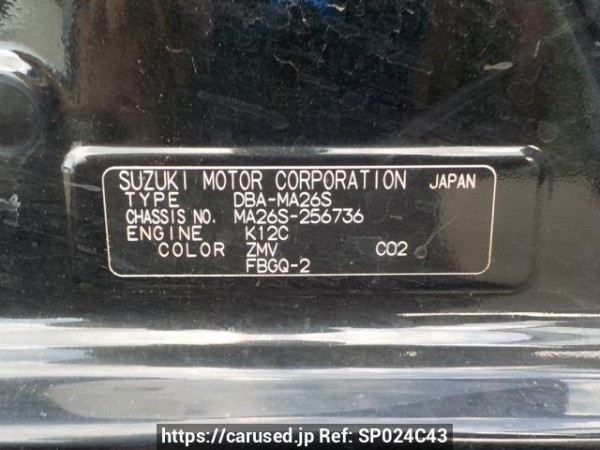 SUZUKI MOTOR CORPORATION JAPAN
TYPE DBA-MA26S
CHASSIS NO. MA26S-256736
ENGINE K12C
COLOR ZMV C02
FBGQ-2
https://carused.jp Ref: SP024C43